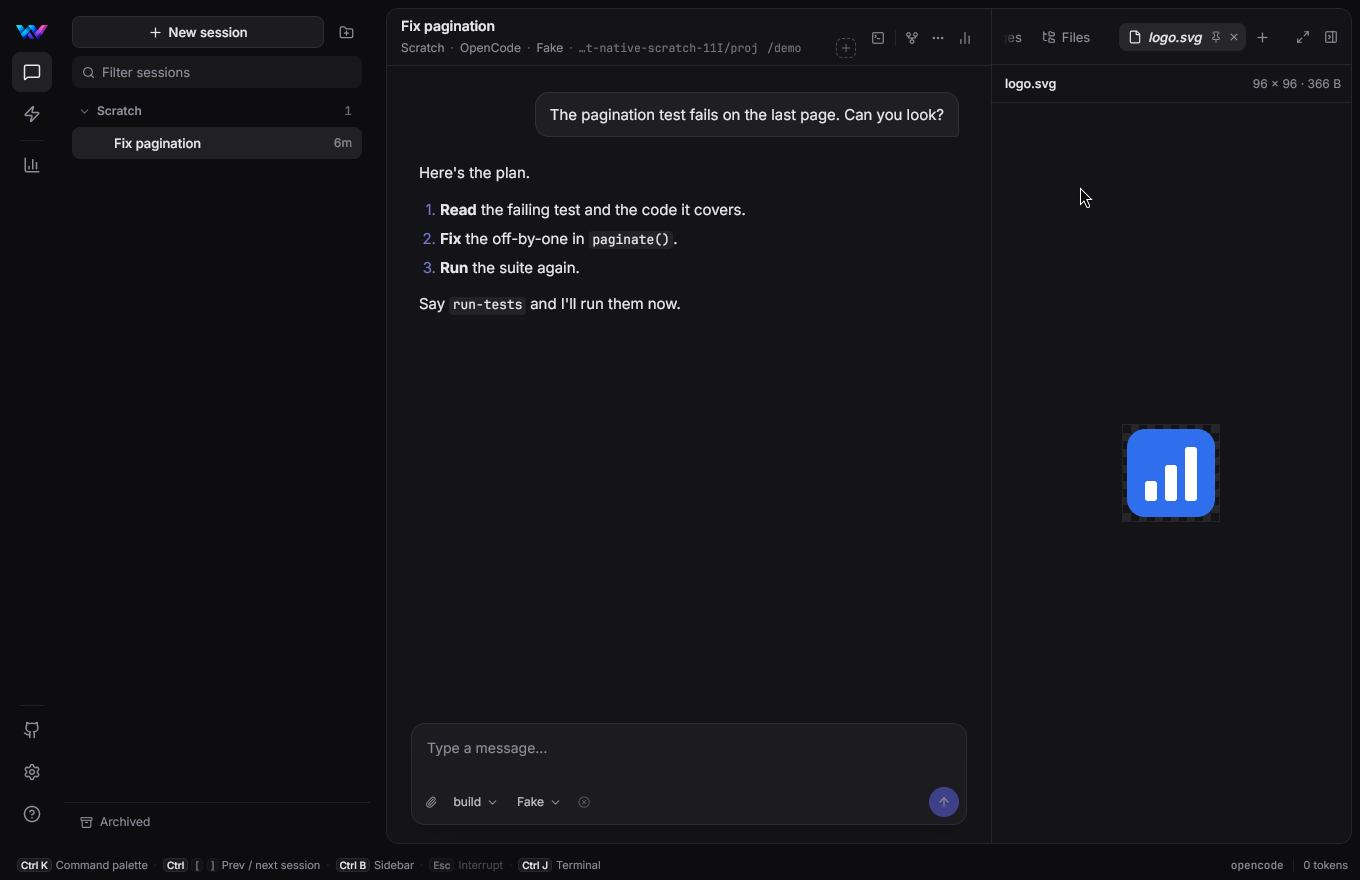 New session
Filter sessions
Scratch 1
Fix pagination 6m
Archived
Fix pagination
Scratch · OpenCode · Fake · …t-native-scratch-11I/proj /demo
The pagination test fails on the last page. Can you look?
Here's the plan.
1. Read the failing test and the code it covers.
2. Fix the off-by-one in paginate().
3. Run the suite again.
Say run-tests and I'll run them now.
Type a message...
build Fake
es Files logo.svg
logo.svg 96 × 96 · 366 B
Ctrl K Command palette · Ctrl [ ] Prev / next session · Ctrl B Sidebar · Esc Interrupt · Ctrl J Terminal
opencode 0 tokens